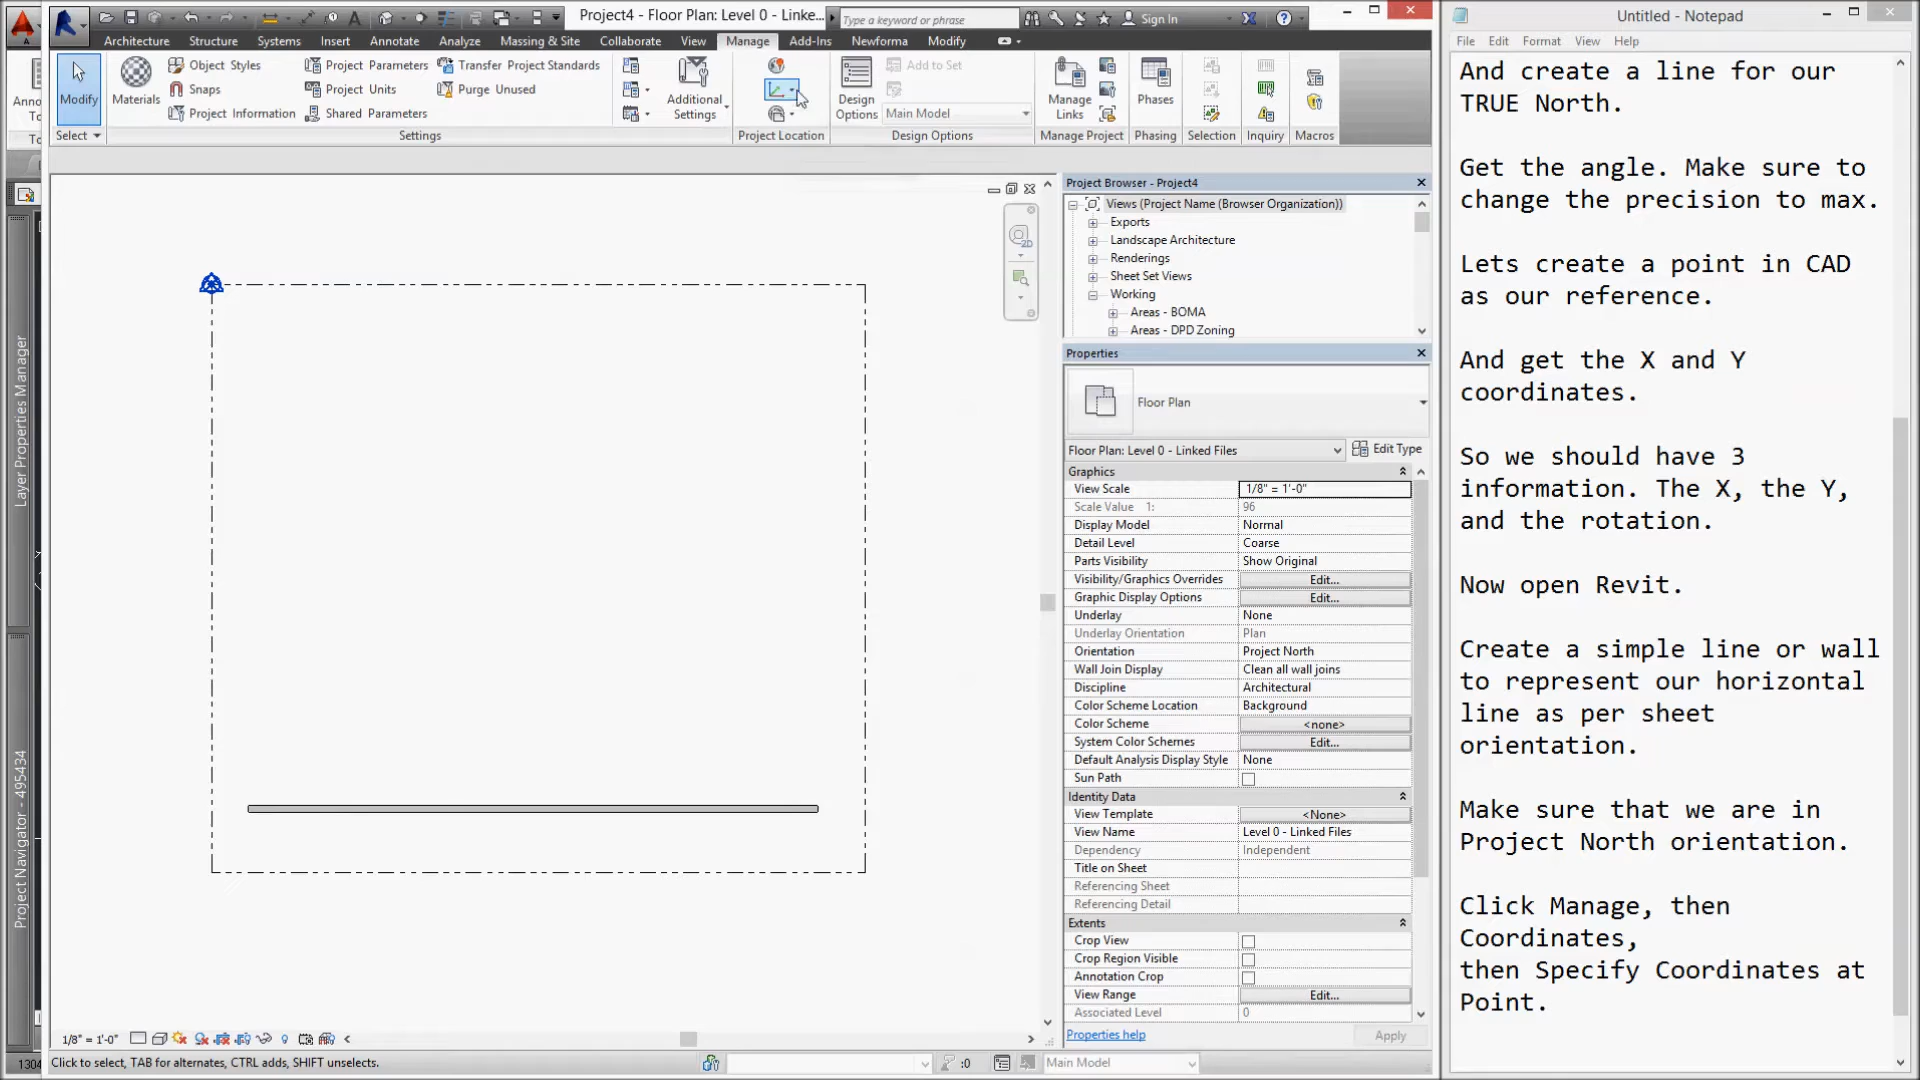 Project4 - Floor Plan: Level 0 - Linke...
Type a keyword or phrase
Sign In
Architecture
Structure
Systems
Insert
Annotate
Analyze
Massing & Site
Collaborate
View
Manage
Add-Ins
Newforma
Modify
Modify
Materials
Object Styles
Snaps
Project Information
Project Parameters
Project Units
Shared Parameters
Transfer Project Standards
Purge Unused
Additional
Settings
Design
Options
Add to Set
Main Model
Manage
Links
Phases
Select
Settings
Project Location
Design Options
Manage Project
Phasing
Selection
Inquiry
Macros
Layer Properties Manager
Project Navigator - 495434
Project Browser - Project4
Views (Project Name (Browser Organization))
Exports
Landscape Architecture
Renderings
Sheet Set Views
Working
Areas - BOMA
Areas - DPD Zoning
Properties
Floor Plan
Floor Plan: Level 0 - Linked Files
Edit Type
Graphics
View Scale 1/8" = 1'-0"
Scale Value 1: 96
Display Model Normal
Detail Level Coarse
Parts Visibility Show Original
Visibility/Graphics Overrides Edit...
Graphic Display Options Edit...
Underlay None
Underlay Orientation Plan
Orientation Project North
Wall Join Display Clean all wall joins
Discipline Architectural
Color Scheme Location Background
Color Scheme <none>
System Color Schemes Edit...
Default Analysis Display Style None
Sun Path
Identity Data
View Template <None>
View Name Level 0 - Linked Files
Dependency Independent
Title on Sheet
Referencing Sheet
Referencing Detail
Extents
Crop View
Crop Region Visible
Annotation Crop
View Range Edit...
Associated Level 0
Properties help
Apply
2D
1/8" = 1'-0"
Click to select, TAB for alternates, CTRL adds, SHIFT unselects.
:0
Main Model
Untitled - Notepad
File Edit Format View Help
And create a line for our
TRUE North.
Get the angle. Make sure to
change the precision to max.
Lets create a point in CAD
as our reference.
And get the X and Y
coordinates.
So we should have 3
information. The X, the Y,
and the rotation.
Now open Revit.
Create a simple line or wall
to represent our horizontal
line as per sheet
orientation.
Make sure that we are in
Project North orientation.
Click Manage, then
Coordinates,
then Specify Coordinates at
Point.